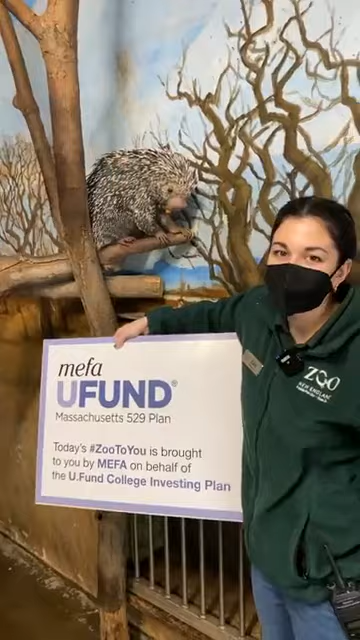 mefa
UFUND®
Massachusetts 529 Plan
Today's #ZooToYou is brought
to you by MEFA on behalf of
the U.Fund College Investing Plan
ZOO
NEW ENGLAND